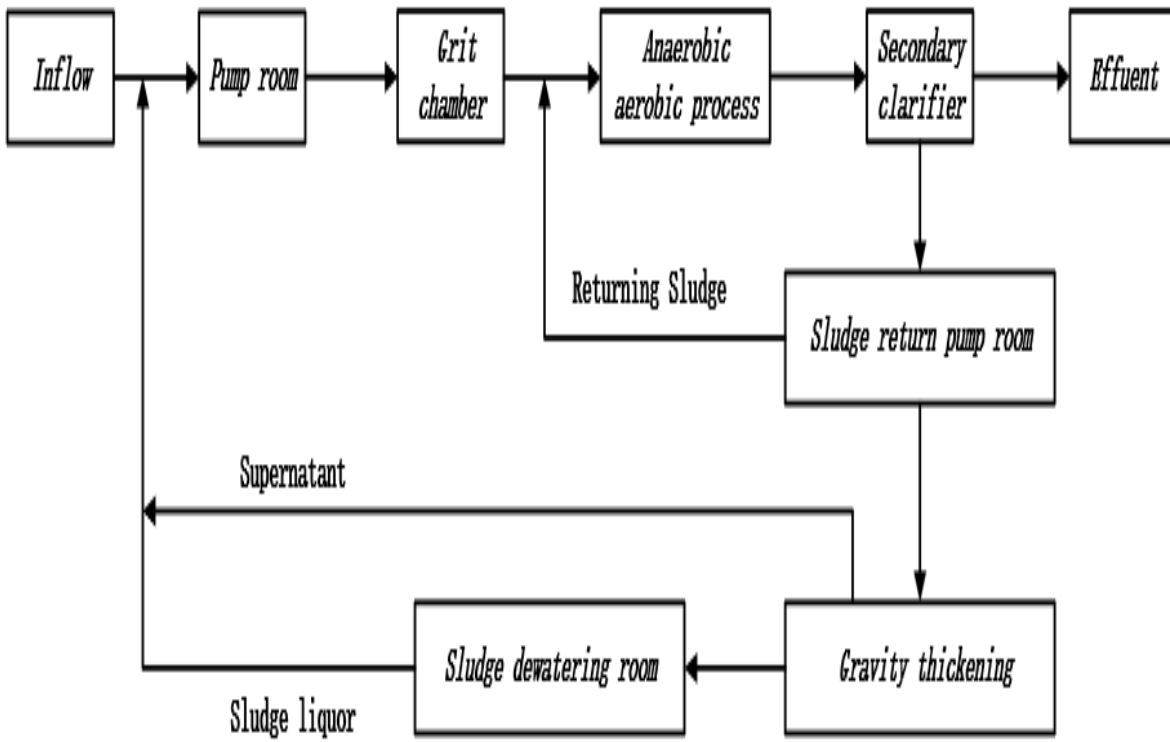 Inflow
Pump room
Grit
chamber
Anaerobic
aerobic process
Secondary
clarifier
Effuent
Returning Sludge
Sludge return pump room
Supernatant
Sludge dewatering room
Gravity thickening
Sludge liquor